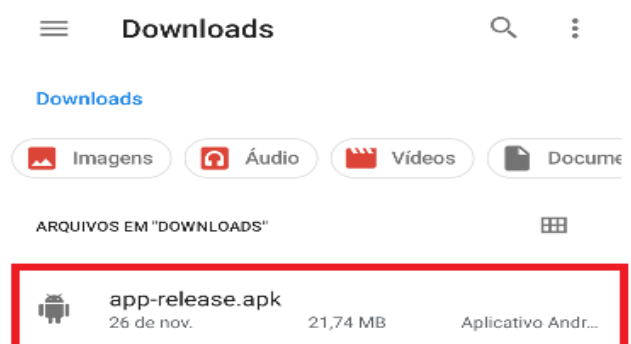 Downloads
Downloads
Imagens Áudio Vídeos Docume
ARQUIVOS EM "DOWNLOADS"
app-release.apk
26 de nov. 21,74 MB Aplicativo Andr...